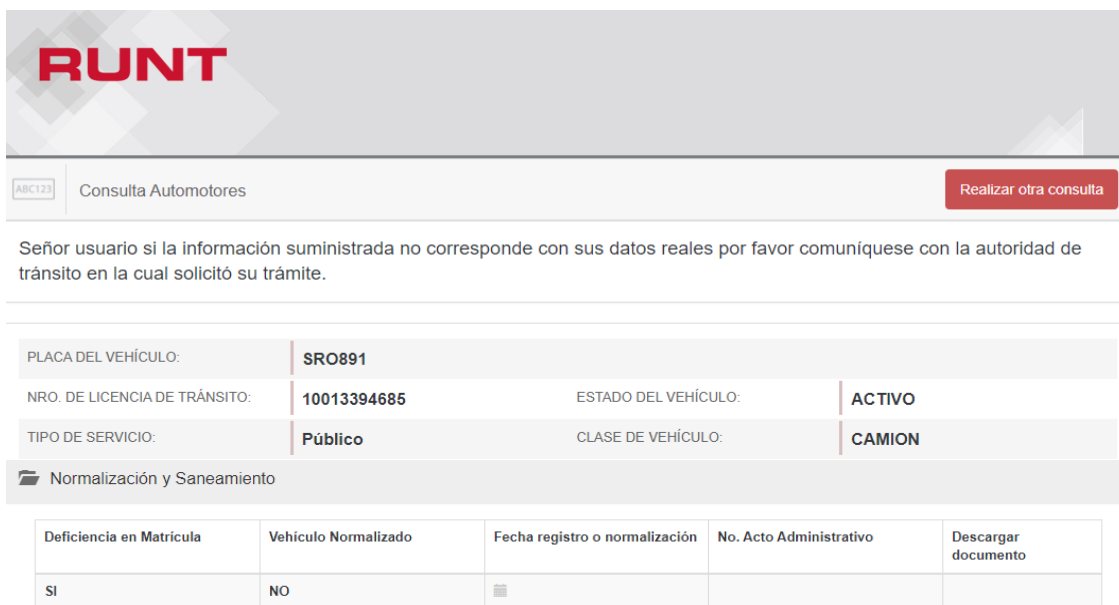 RUNT
ABC123
Consulta Automotores
Realizar otra consulta
Señor usuario si la información suministrada no corresponde con sus datos reales por favor comuníquese con la autoridad de
tránsito en la cual solicitó su trámite.
PLACA DEL VEHÍCULO: SRO891
NRO. DE LICENCIA DE TRÁNSITO: 10013394685 ESTADO DEL VEHÍCULO: ACTIVO
TIPO DE SERVICIO: Público CLASE DE VEHÍCULO: CAMION
Normalización y Saneamiento
Deficiencia en Matrícula Vehículo Normalizado Fecha registro o normalización No. Acto Administrativo Descargar
documento
SI NO